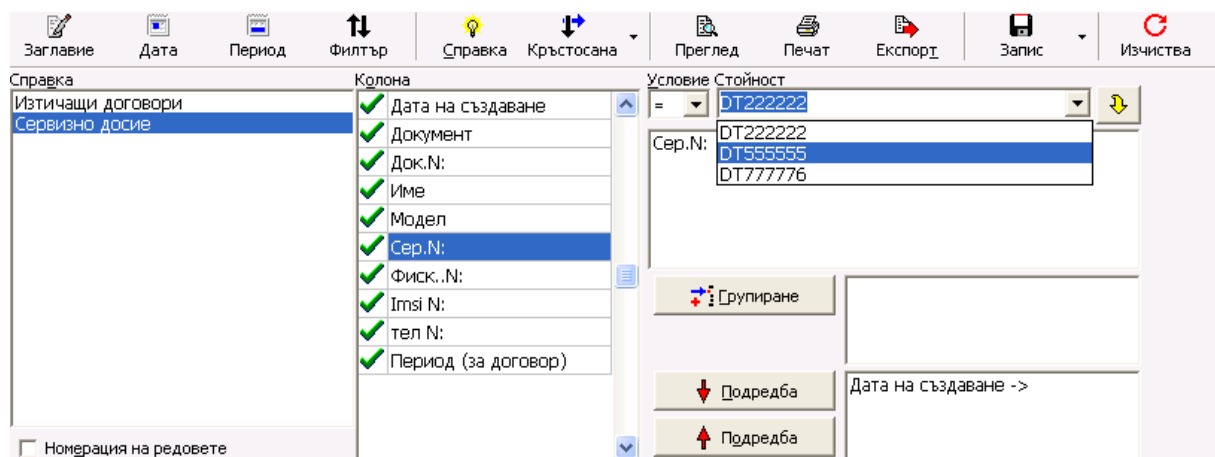 Заглавие Дата Период Филтър Справка Кръстосана Преглед Печат Експорт Запис Изчиства
Справка
Изтичащи договори
Сервизно досие
Номерация на редовете
Колона
Дата на създаване
Документ
Док.N:
Име
Модел
Сер.N:
Фиск..N:
Imsi N:
тел N:
Период (за договор)
Условие Стойност
= DT222222
DT222222
DT555555
DT777776
Сер.N:
Групиране
Подредба
Дата на създаване ->
Подредба